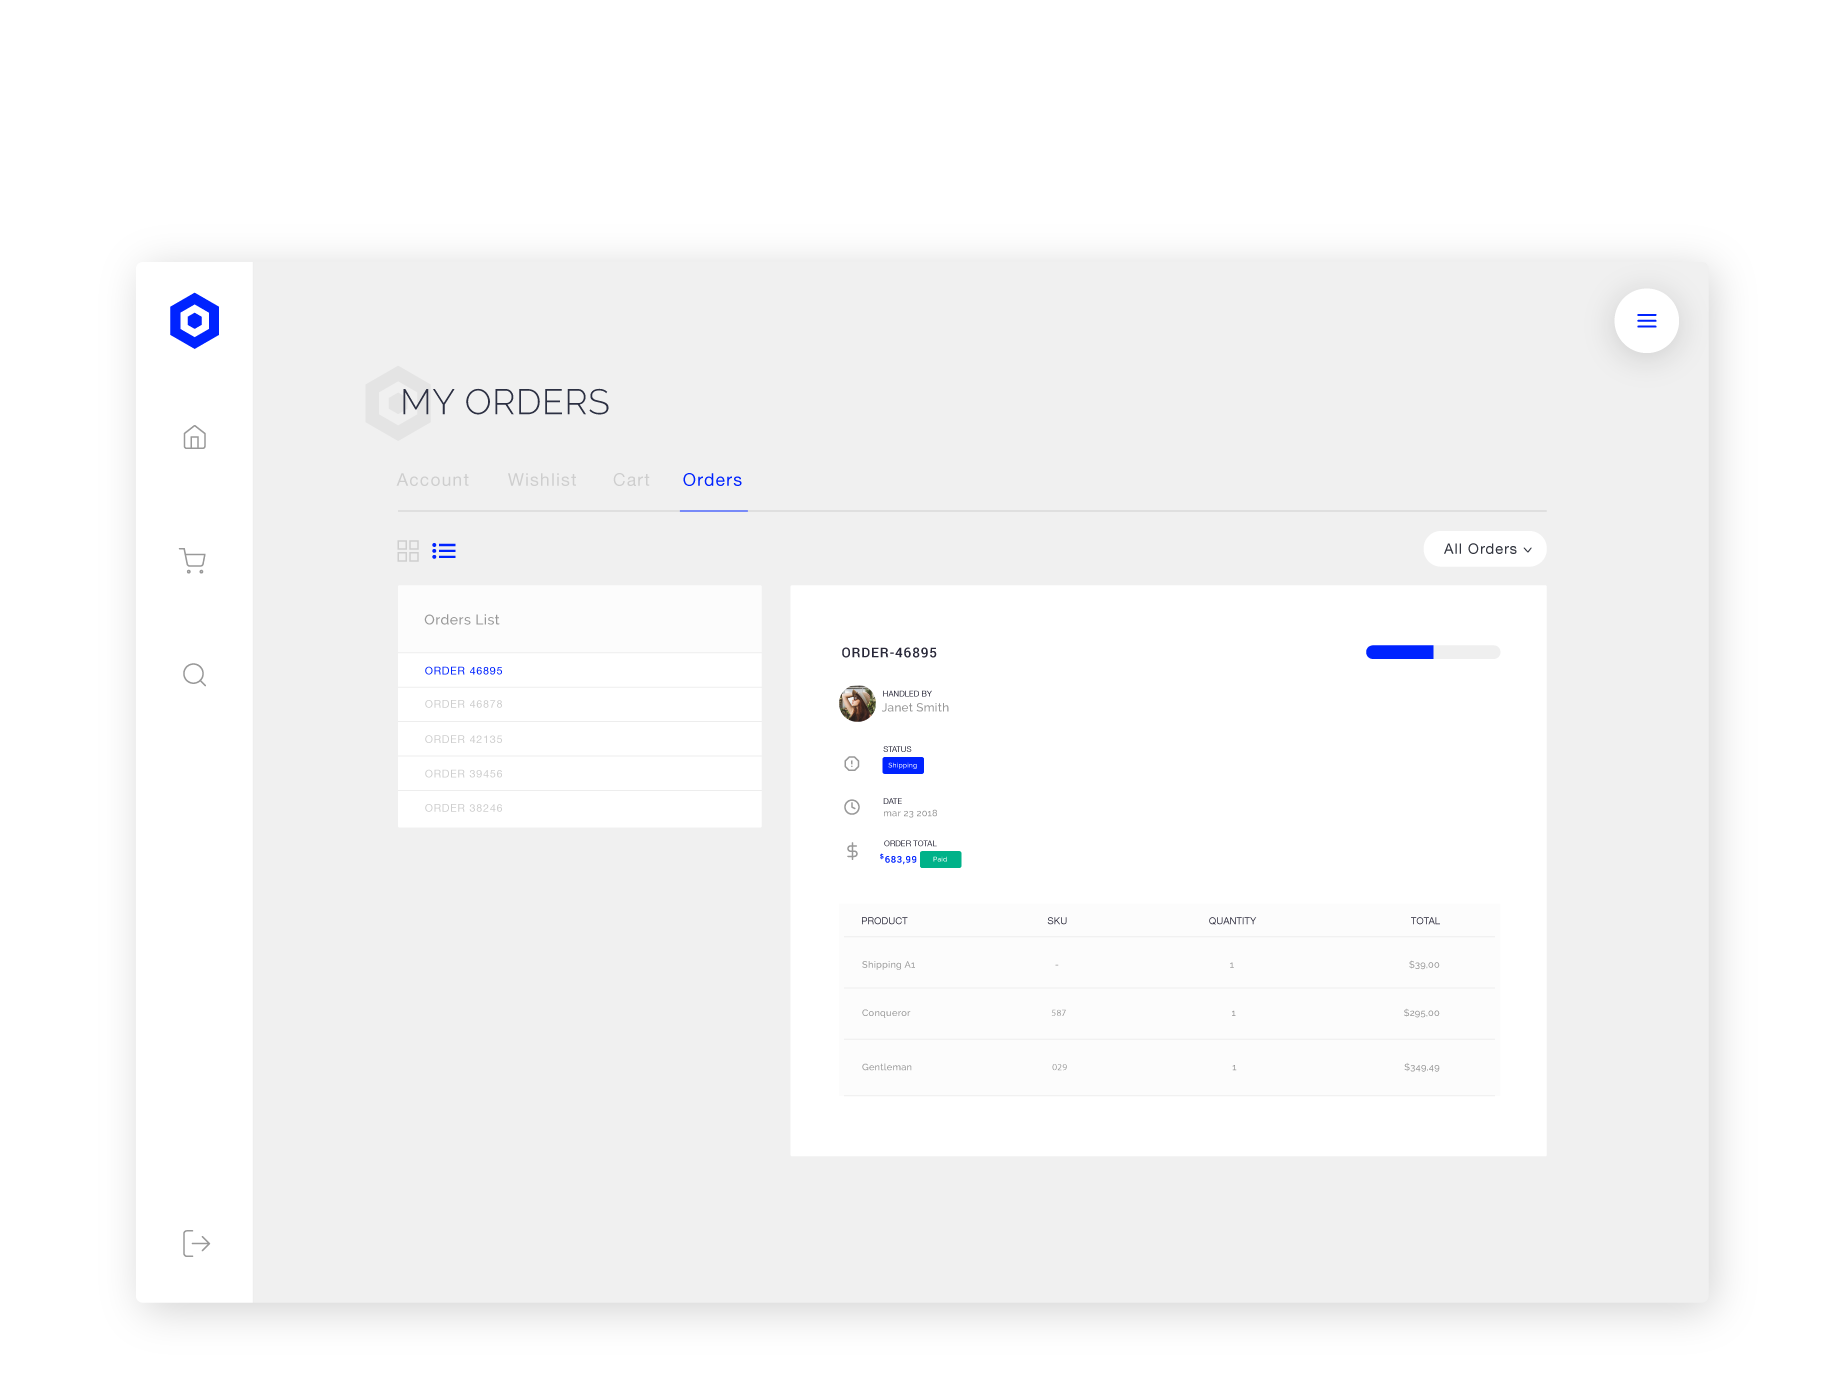 MY ORDERS
Account Wishlist Cart Orders
All Orders
Orders List
ORDER 46895
ORDER 46878
ORDER 42135
ORDER 39456
ORDER 38246
ORDER-46895
HANDLED BY
Janet Smith
STATUS
Shipping
DATE
mar 23 2018
ORDER TOTAL
$683,99 Paid
PRODUCT SKU QUANTITY TOTAL
Shipping A1 - 1 $39,00
Conqueror 587 1 $295,00
Gentleman 029 1 $349,49